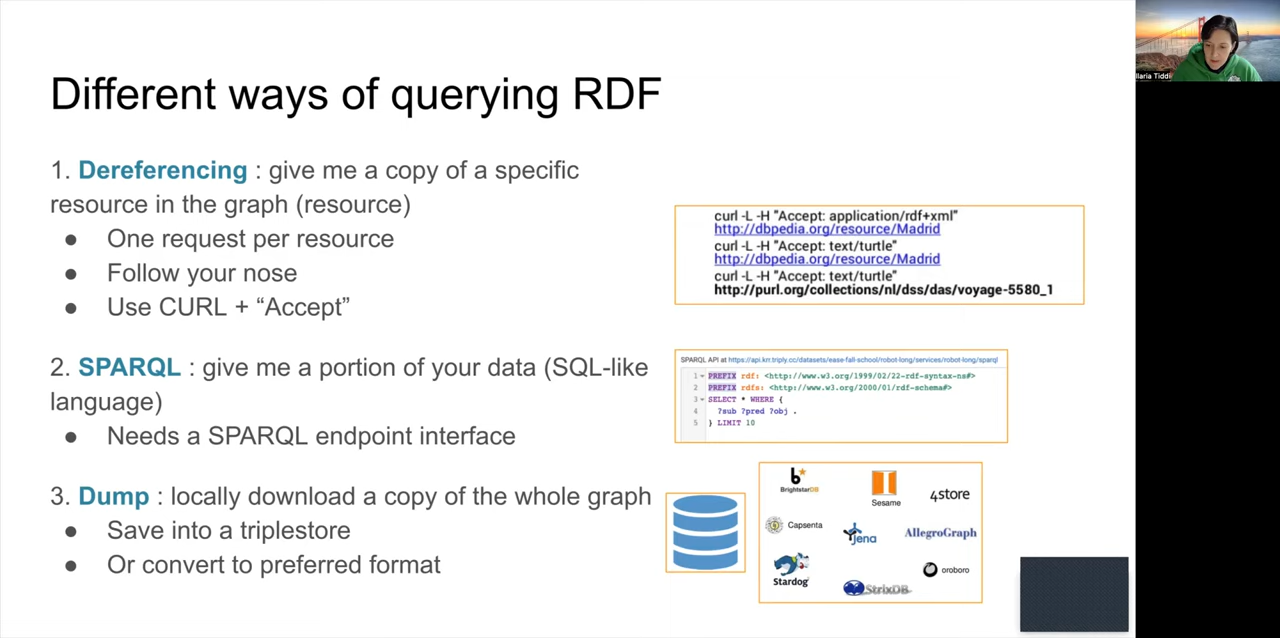 Different ways of querying RDF
1. Dereferencing : give me a copy of a specific
resource in the graph (resource)
● One request per resource
● Follow your nose
● Use CURL + “Accept”
2. SPARQL : give me a portion of your data (SQL-like
language)
● Needs a SPARQL endpoint interface
3. Dump : locally download a copy of the whole graph
● Save into a triplestore
● Or convert to preferred format
curl -L -H "Accept: application/rdf+xml"
http://dbpedia.org/resource/Madrid
curl -L -H "Accept: text/turtle"
http://dbpedia.org/resource/Madrid
curl -L -H "Accept: text/turtle"
http://purl.org/collections/nl/dss/das/voyage-5580_1
SPARQL API at https://api.krr.triply.cc/datasets/ease-fall-school/robot-long/services/robot-long/sparql
1 PREFIX rdf: <http://www.w3.org/1999/02/22-rdf-syntax-ns#>
2 PREFIX rdfs: <http://www.w3.org/2000/01/rdf-schema#>
3 SELECT * WHERE {
4 ?sub ?pred ?obj .
5 } LIMIT 10
b
BrightstarDB
Sesame
4store
Capsenta
Jena
AllegroGraph
Stardog
StrixDB
oroboro
Ilaria Tiddi